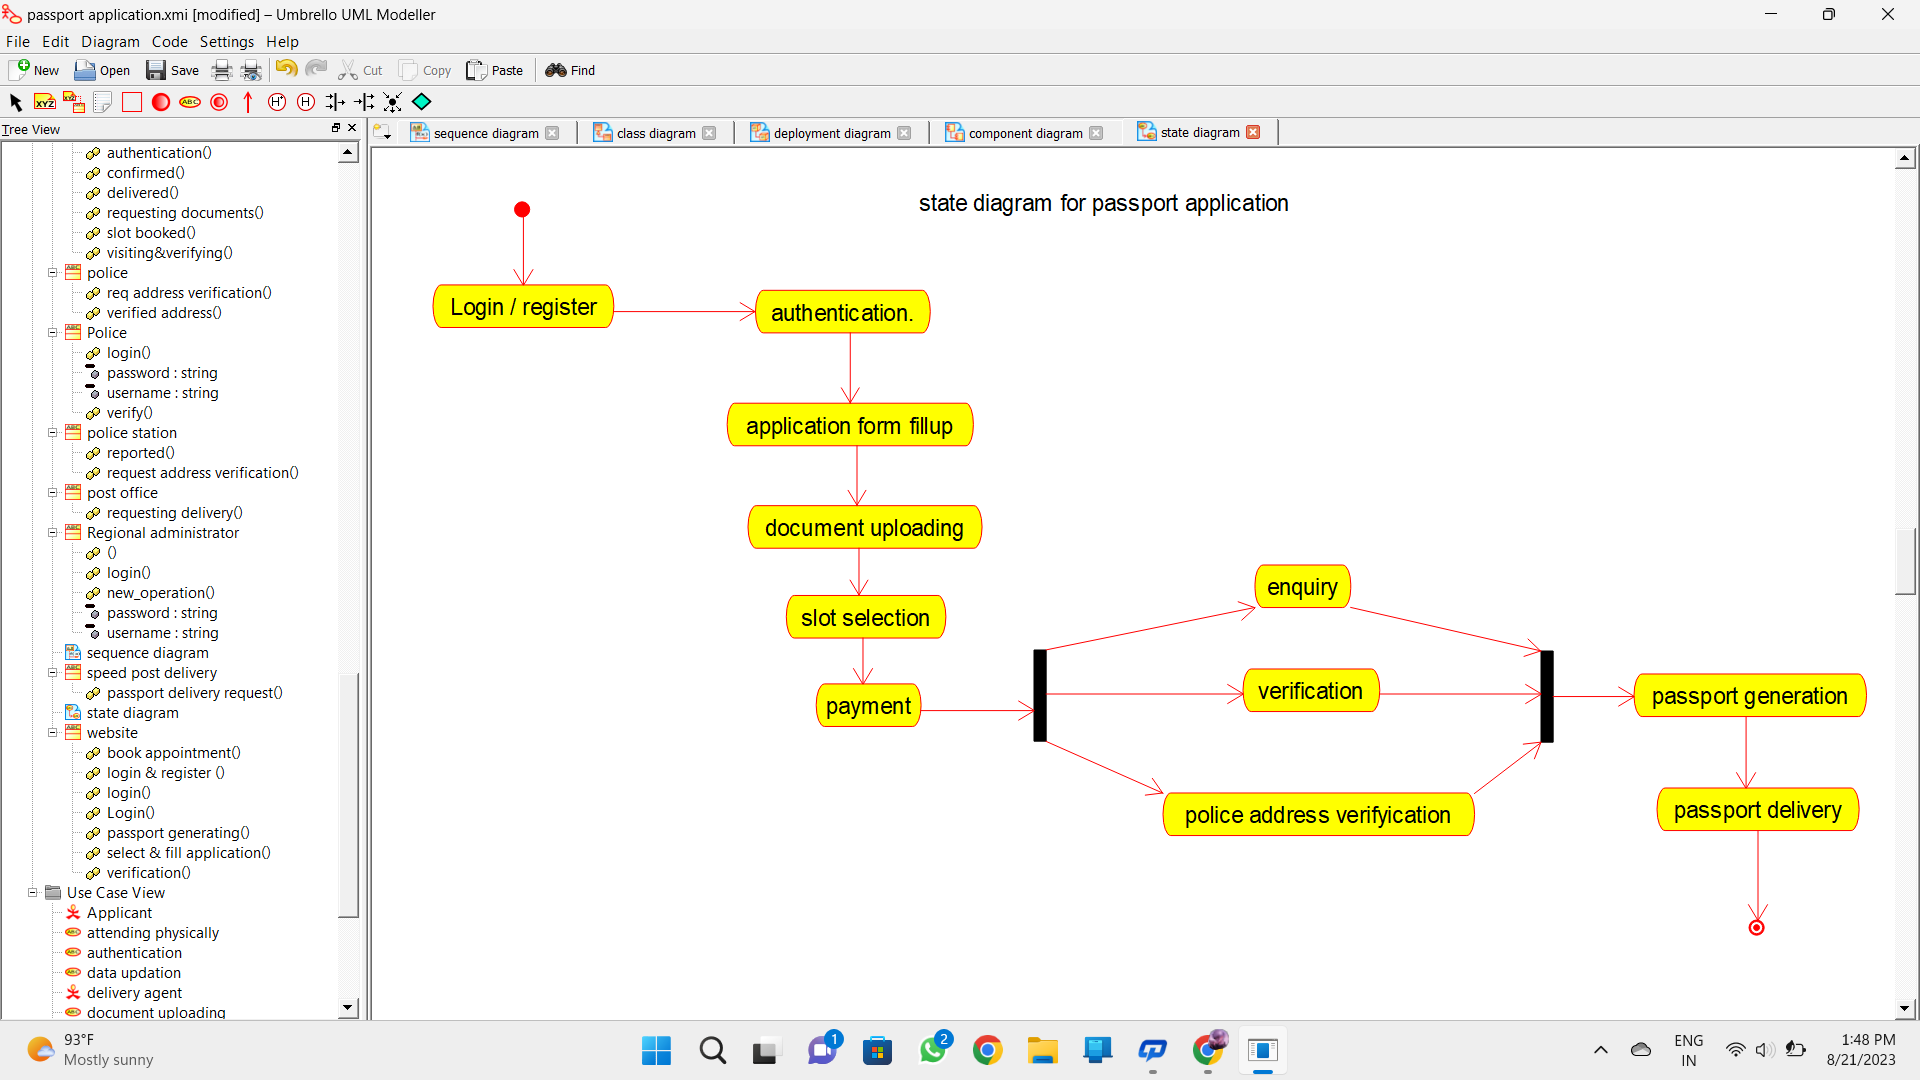 passport application.xmi [modified] – Umbrello UML Modeller
File Edit Diagram Code Settings Help
New Open Save Cut Copy Paste Find
XYZ XYZ ABC H* H
Tree View
sequence diagram class diagram deployment diagram component diagram state diagram
authentication()
confirmed()
delivered()
requesting documents()
slot booked()
visiting&verifying()
police
req address verification()
verified address()
Police
login()
password : string
username : string
verify()
police station
reported()
request address verification()
post office
requesting delivery()
Regional administrator
()
login()
new_operation()
password : string
username : string
sequence diagram
speed post delivery
passport delivery request()
state diagram
website
book appointment()
login & register ()
login()
Login()
passport generating()
select & fill application()
verification()
Use Case View
Applicant
attending physically
authentication
data updation
delivery agent
document uploading
state diagram for passport application
Login / register
authentication.
application form fillup
document uploading
slot selection
payment
enquiry
verification
police address verifyication
passport generation
passport delivery
93°F
Mostly sunny
1
2
ENG
IN
1:48 PM
8/21/2023